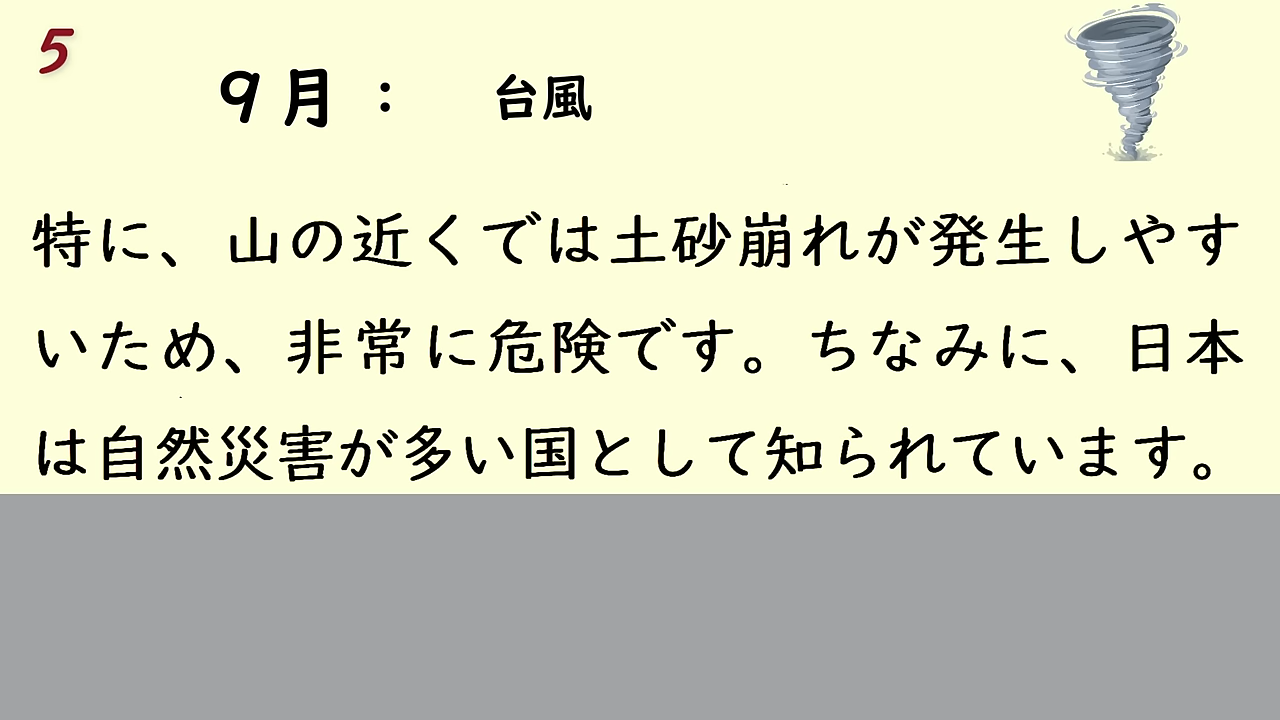 5
9月： 台風
特に、山の近くでは土砂崩れが発生しやす
いため、非常に危険です。ちなみに、日本
は自然災害が多い国として知られています。